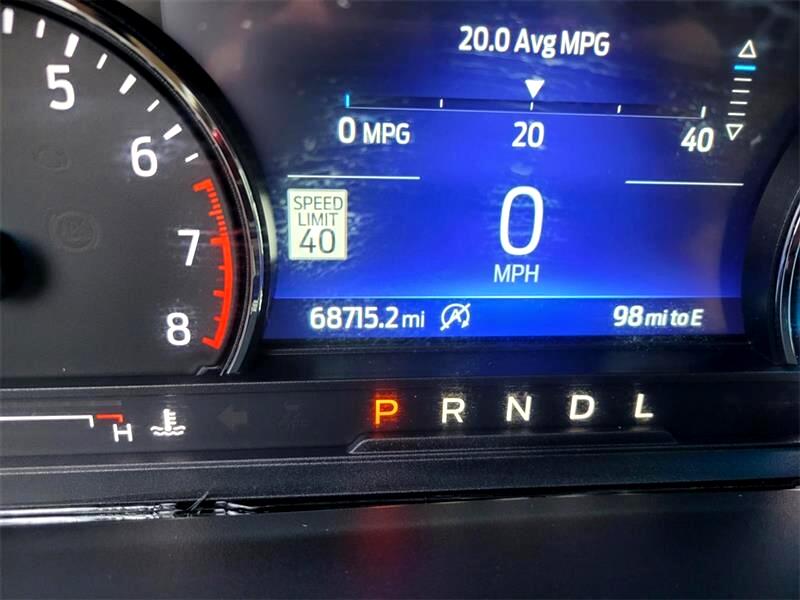 20.0 Avg MPG
0 MPG 20 40
5
6
7
8
SPEED
LIMIT
40
0
MPH
68715.2 mi 98 mi to E
H P R N D L